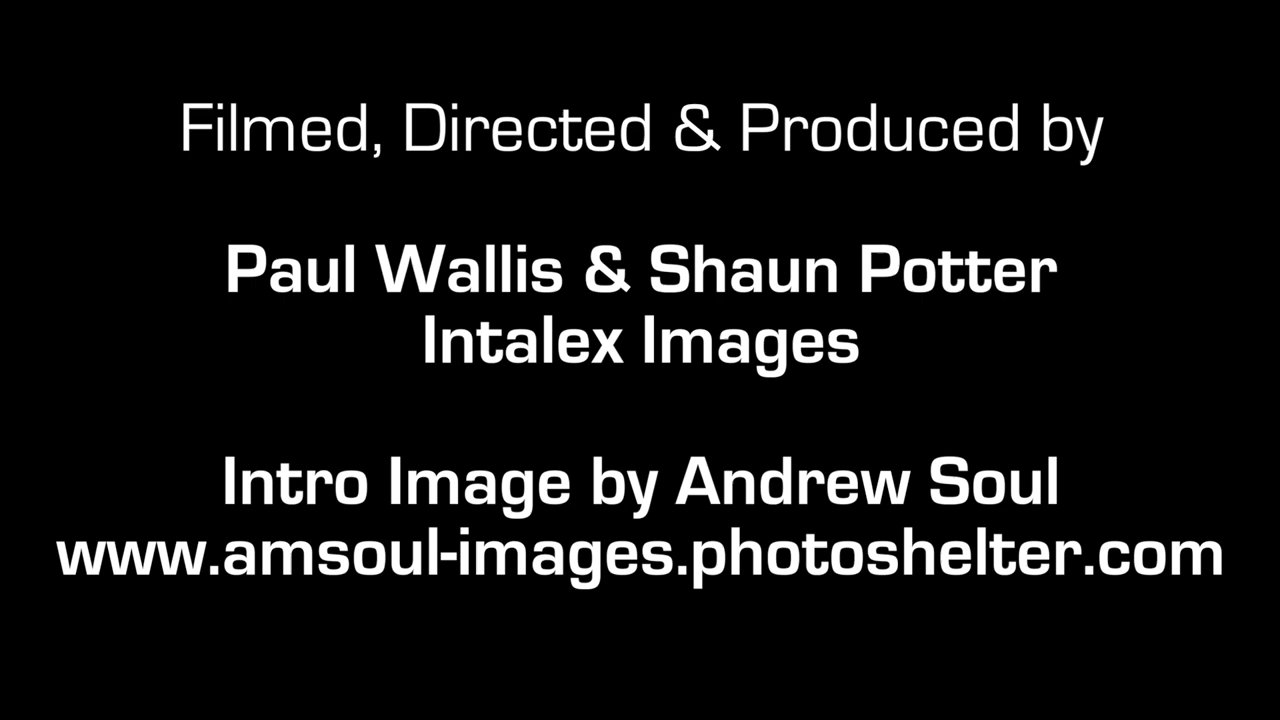 Filmed, Directed & Produced by
Paul Wallis & Shaun Potter
Intalex Images
Intro Image by Andrew Soul
www.amsoul-images.photoshelter.com